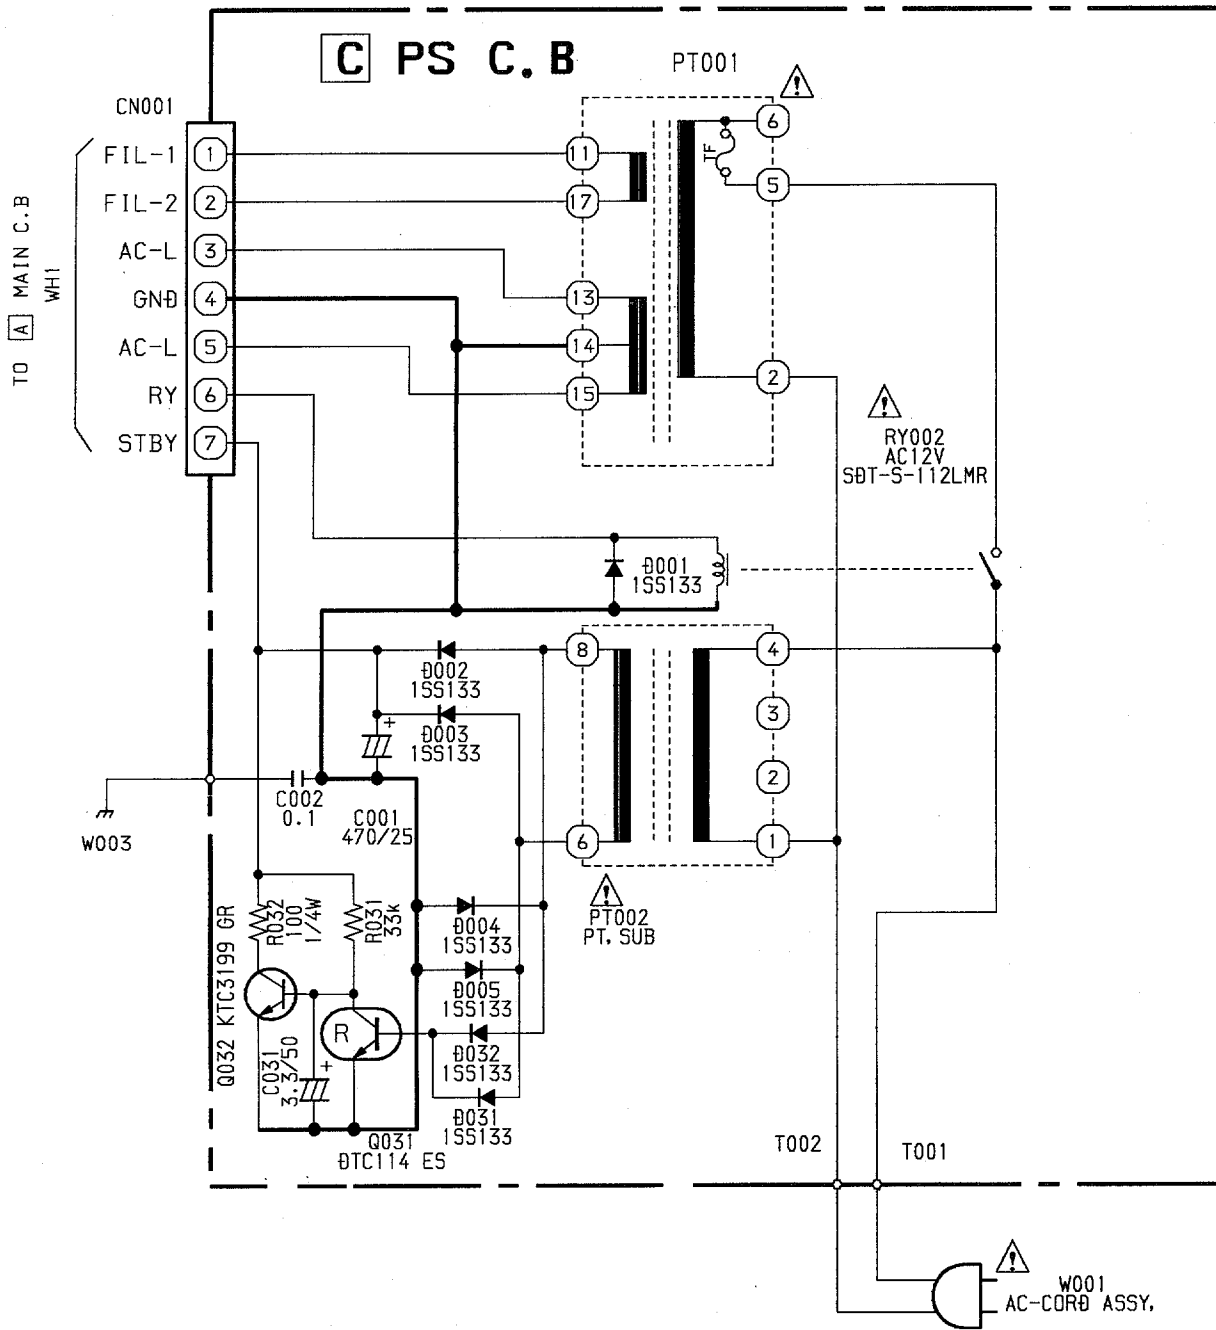 C PS C.B
PT001
CN001
TO A MAIN C.B
WH1
FIL-1 1
FIL-2 2
AC-L 3
GND 4
AC-L 5
RY 6
STBY 7
11
17
13
14
15
6
TF
5
2
RY002
AC12V
SDT-S-112LMR
D001
1SS133
8
6
4
3
2
1
PT002
PT. SUB
D002
1SS133
D003
1SS133
+
C002
0.1
C001
470/25
W003
R032
100
1/4W
R031
33k
D004
1SS133
D005
1SS133
D032
1SS133
D031
1SS133
Q032 KTC3199 GR
R
C031
3.3/50
+
Q031
DTC114 ES
T002
T001
W001
AC-CORD ASSY.
!
!
!
!